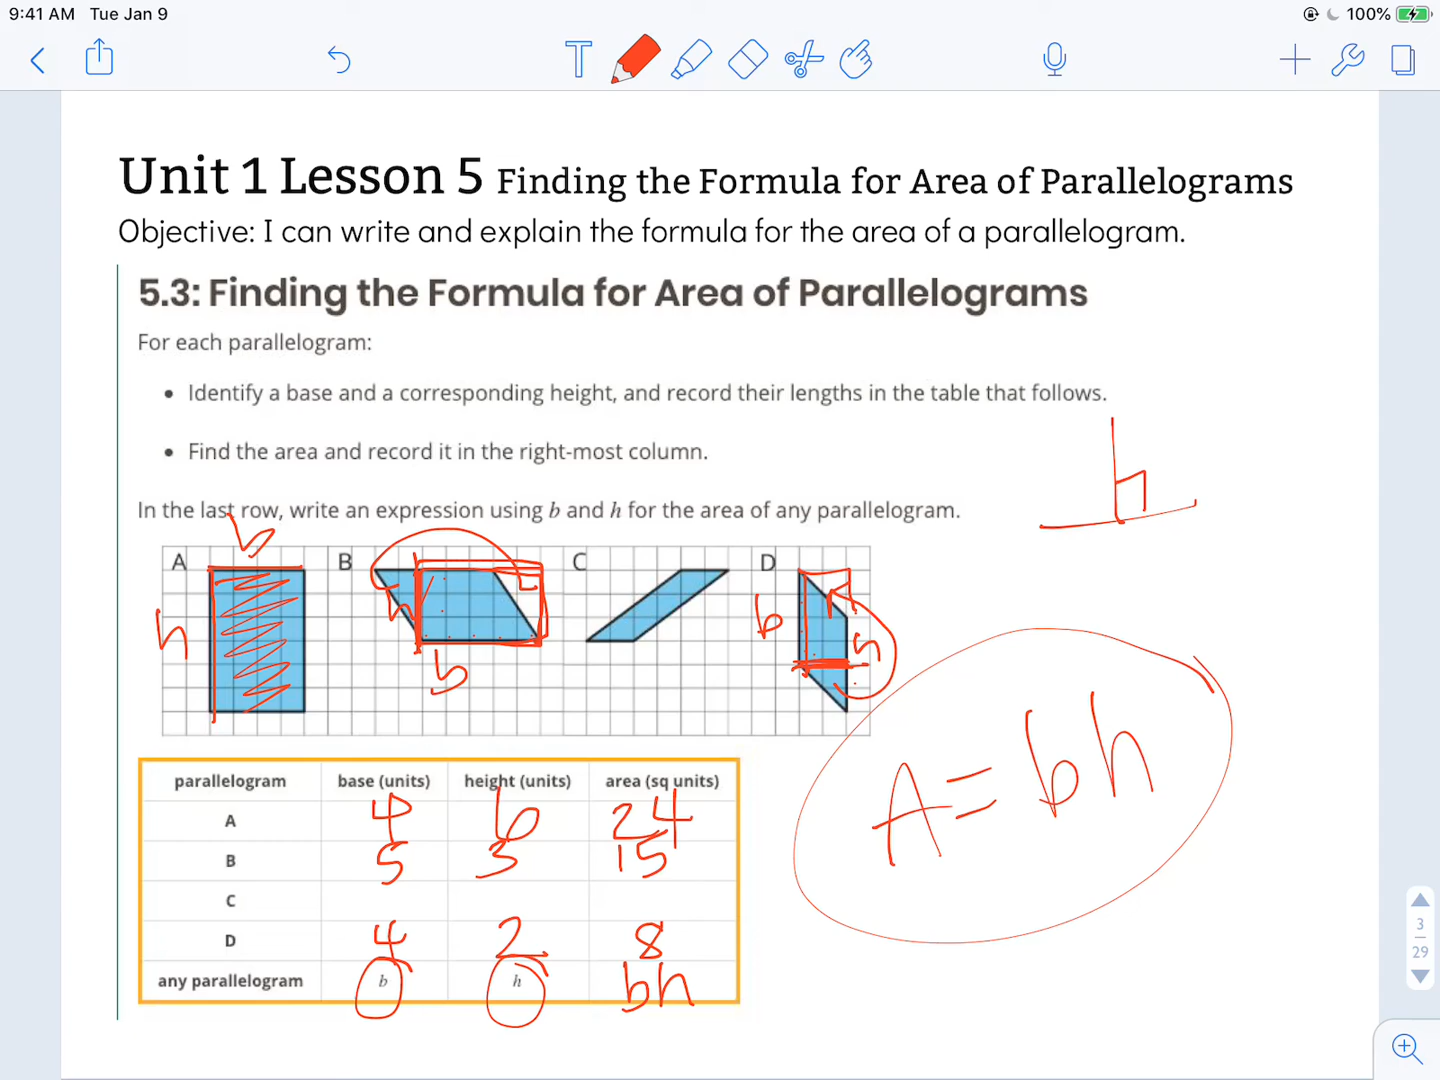 9:41 AM Tue Jan 9
100%
T
Unit 1 Lesson 5 Finding the Formula for Area of Parallelograms
Objective: I can write and explain the formula for the area of a parallelogram.
5.3: Finding the Formula for Area of Parallelograms
For each parallelogram:
• Identify a base and a corresponding height, and record their lengths in the table that follows.
• Find the area and record it in the right-most column.
In the last row, write an expression using b and h for the area of any parallelogram.
h
b
A B C D
h h b h
b
A = bh
parallelogram base (units) height (units) area (sq units)
A 4 6 24
B 5 3 15
C
D 4 2 8
any parallelogram b h bh
3
29